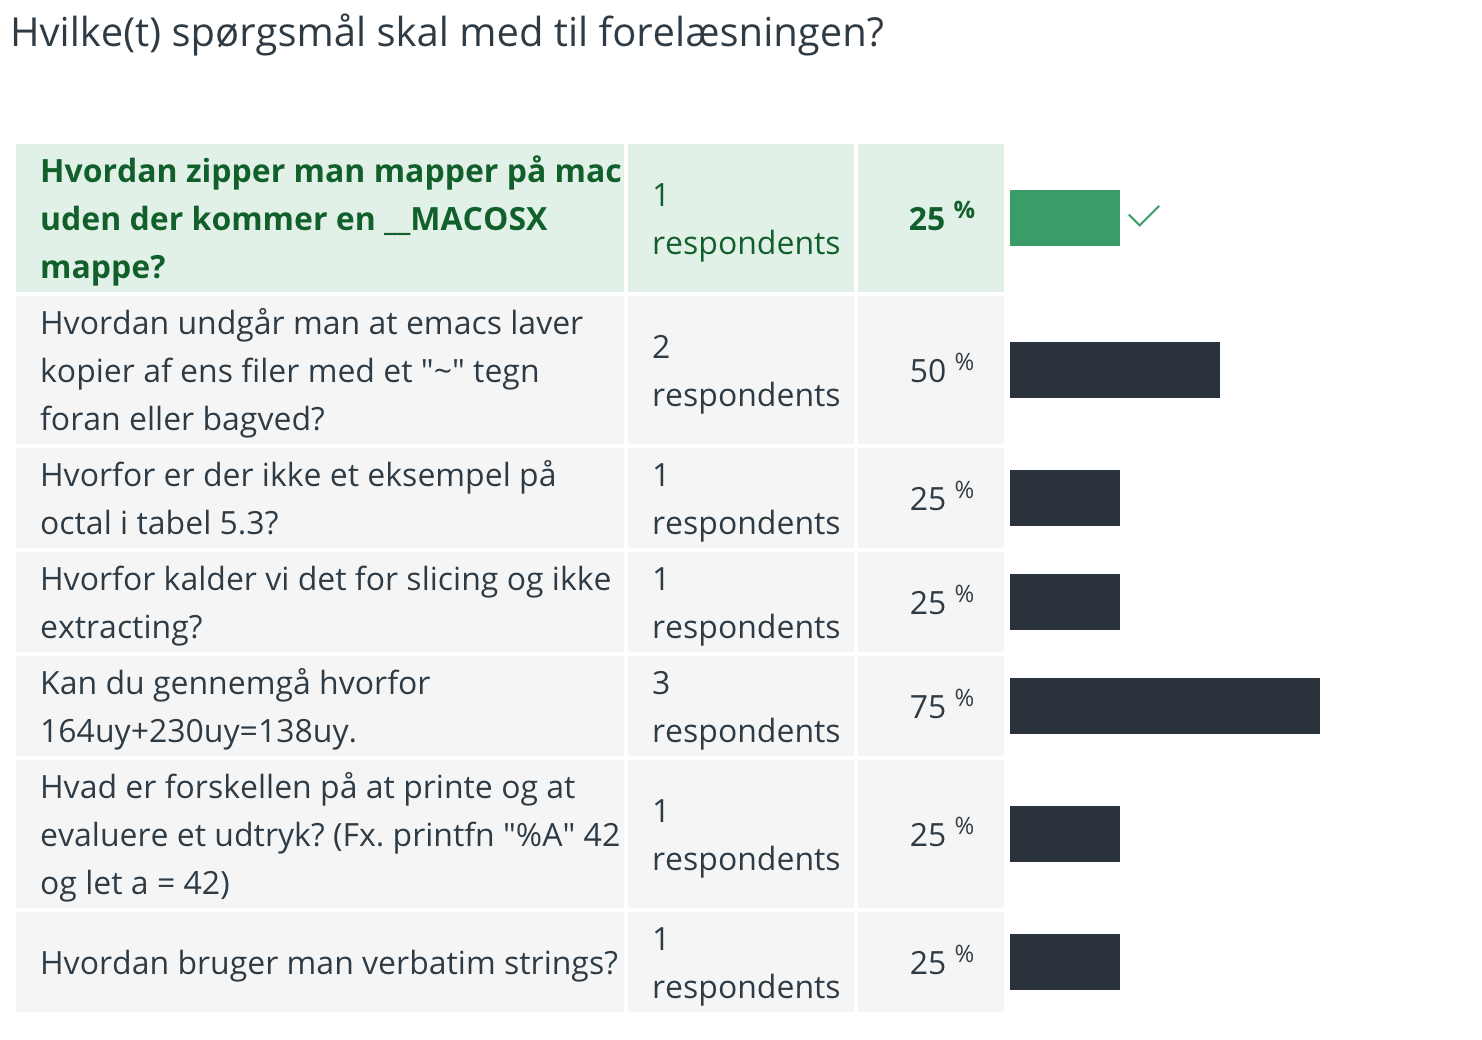 Hvilke(t) spørgsmål skal med til forelæsningen?
Hvordan zipper man mapper på mac
uden der kommer en __MACOSX
mappe?
1
respondents
25 %
Hvordan undgår man at emacs laver
kopier af ens filer med et "~" tegn
foran eller bagved?
2
respondents
50 %
Hvorfor er der ikke et eksempel på
octal i tabel 5.3?
1
respondents
25 %
Hvorfor kalder vi det for slicing og ikke
extracting?
1
respondents
25 %
Kan du gennemgå hvorfor
164uy+230uy=138uy.
3
respondents
75 %
Hvad er forskellen på at printe og at
evaluere et udtryk? (Fx. printfn "%A" 42
og let a = 42)
1
respondents
25 %
Hvordan bruger man verbatim strings?
1
respondents
25 %